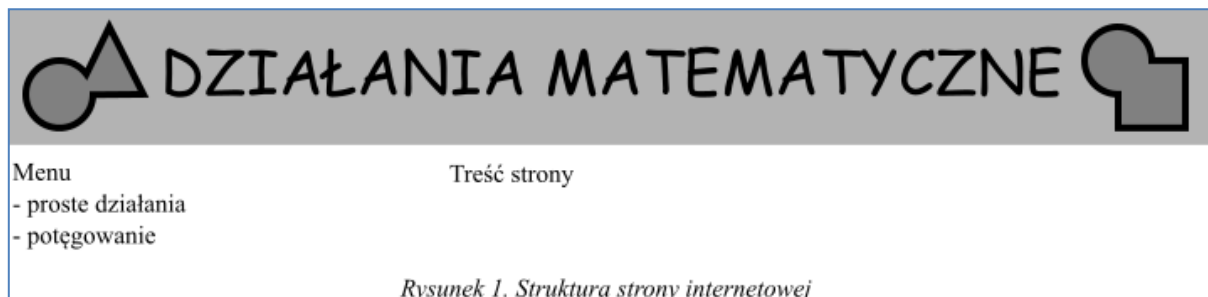 DZIAŁANIA MATEMATYCZNE
Menu
Treść strony
- proste działania
- potęgowanie
Rysunek 1. Struktura strony internetowej